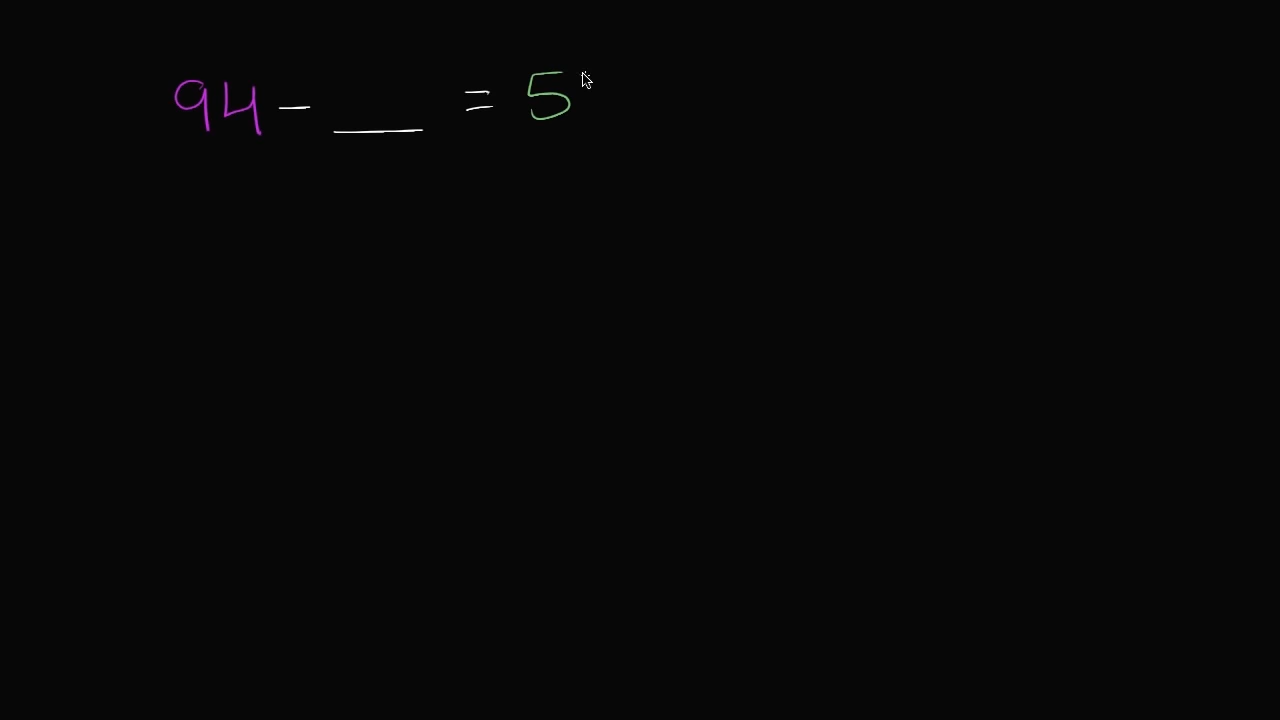 94 - ___ = 5